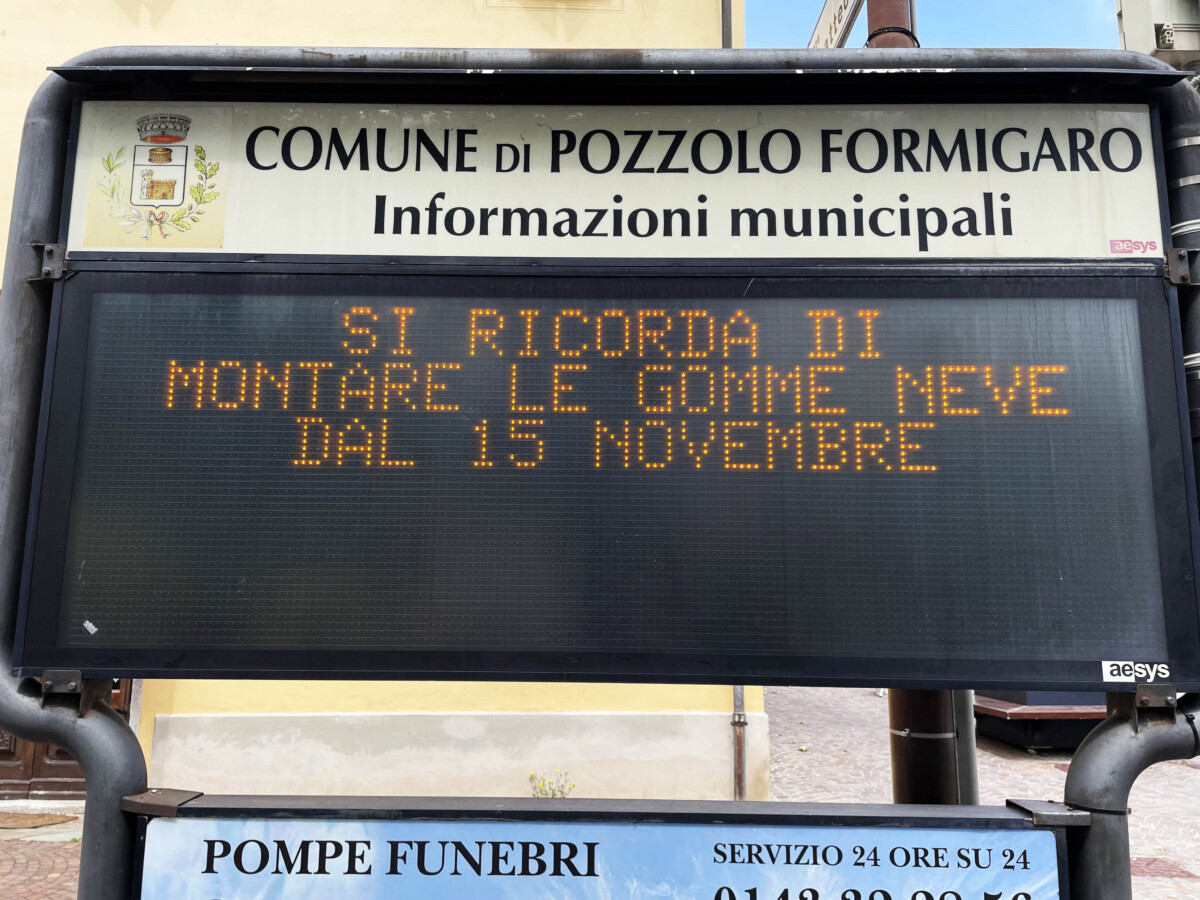 COMUNE DI POZZOLO FORMIGARO
Informazioni municipali
aesys
SI RICORDA DI
MONTARE LE GOMME NEVE
DAL 15 NOVEMBRE
aesys
POMPE FUNEBRI
SERVIZIO 24 ORE SU 24